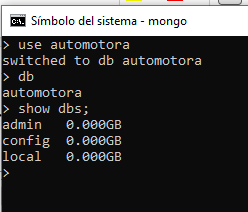 Símbolo del sistema - mongo
> use automotora
switched to db automotora
> db
automotora
> show dbs;
admin   0.000GB
config  0.000GB
local   0.000GB
>